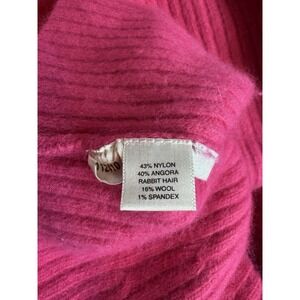 43% NYLON
40% ANGORA
RABBIT HAIR
16% WOOL
1% SPANDEX